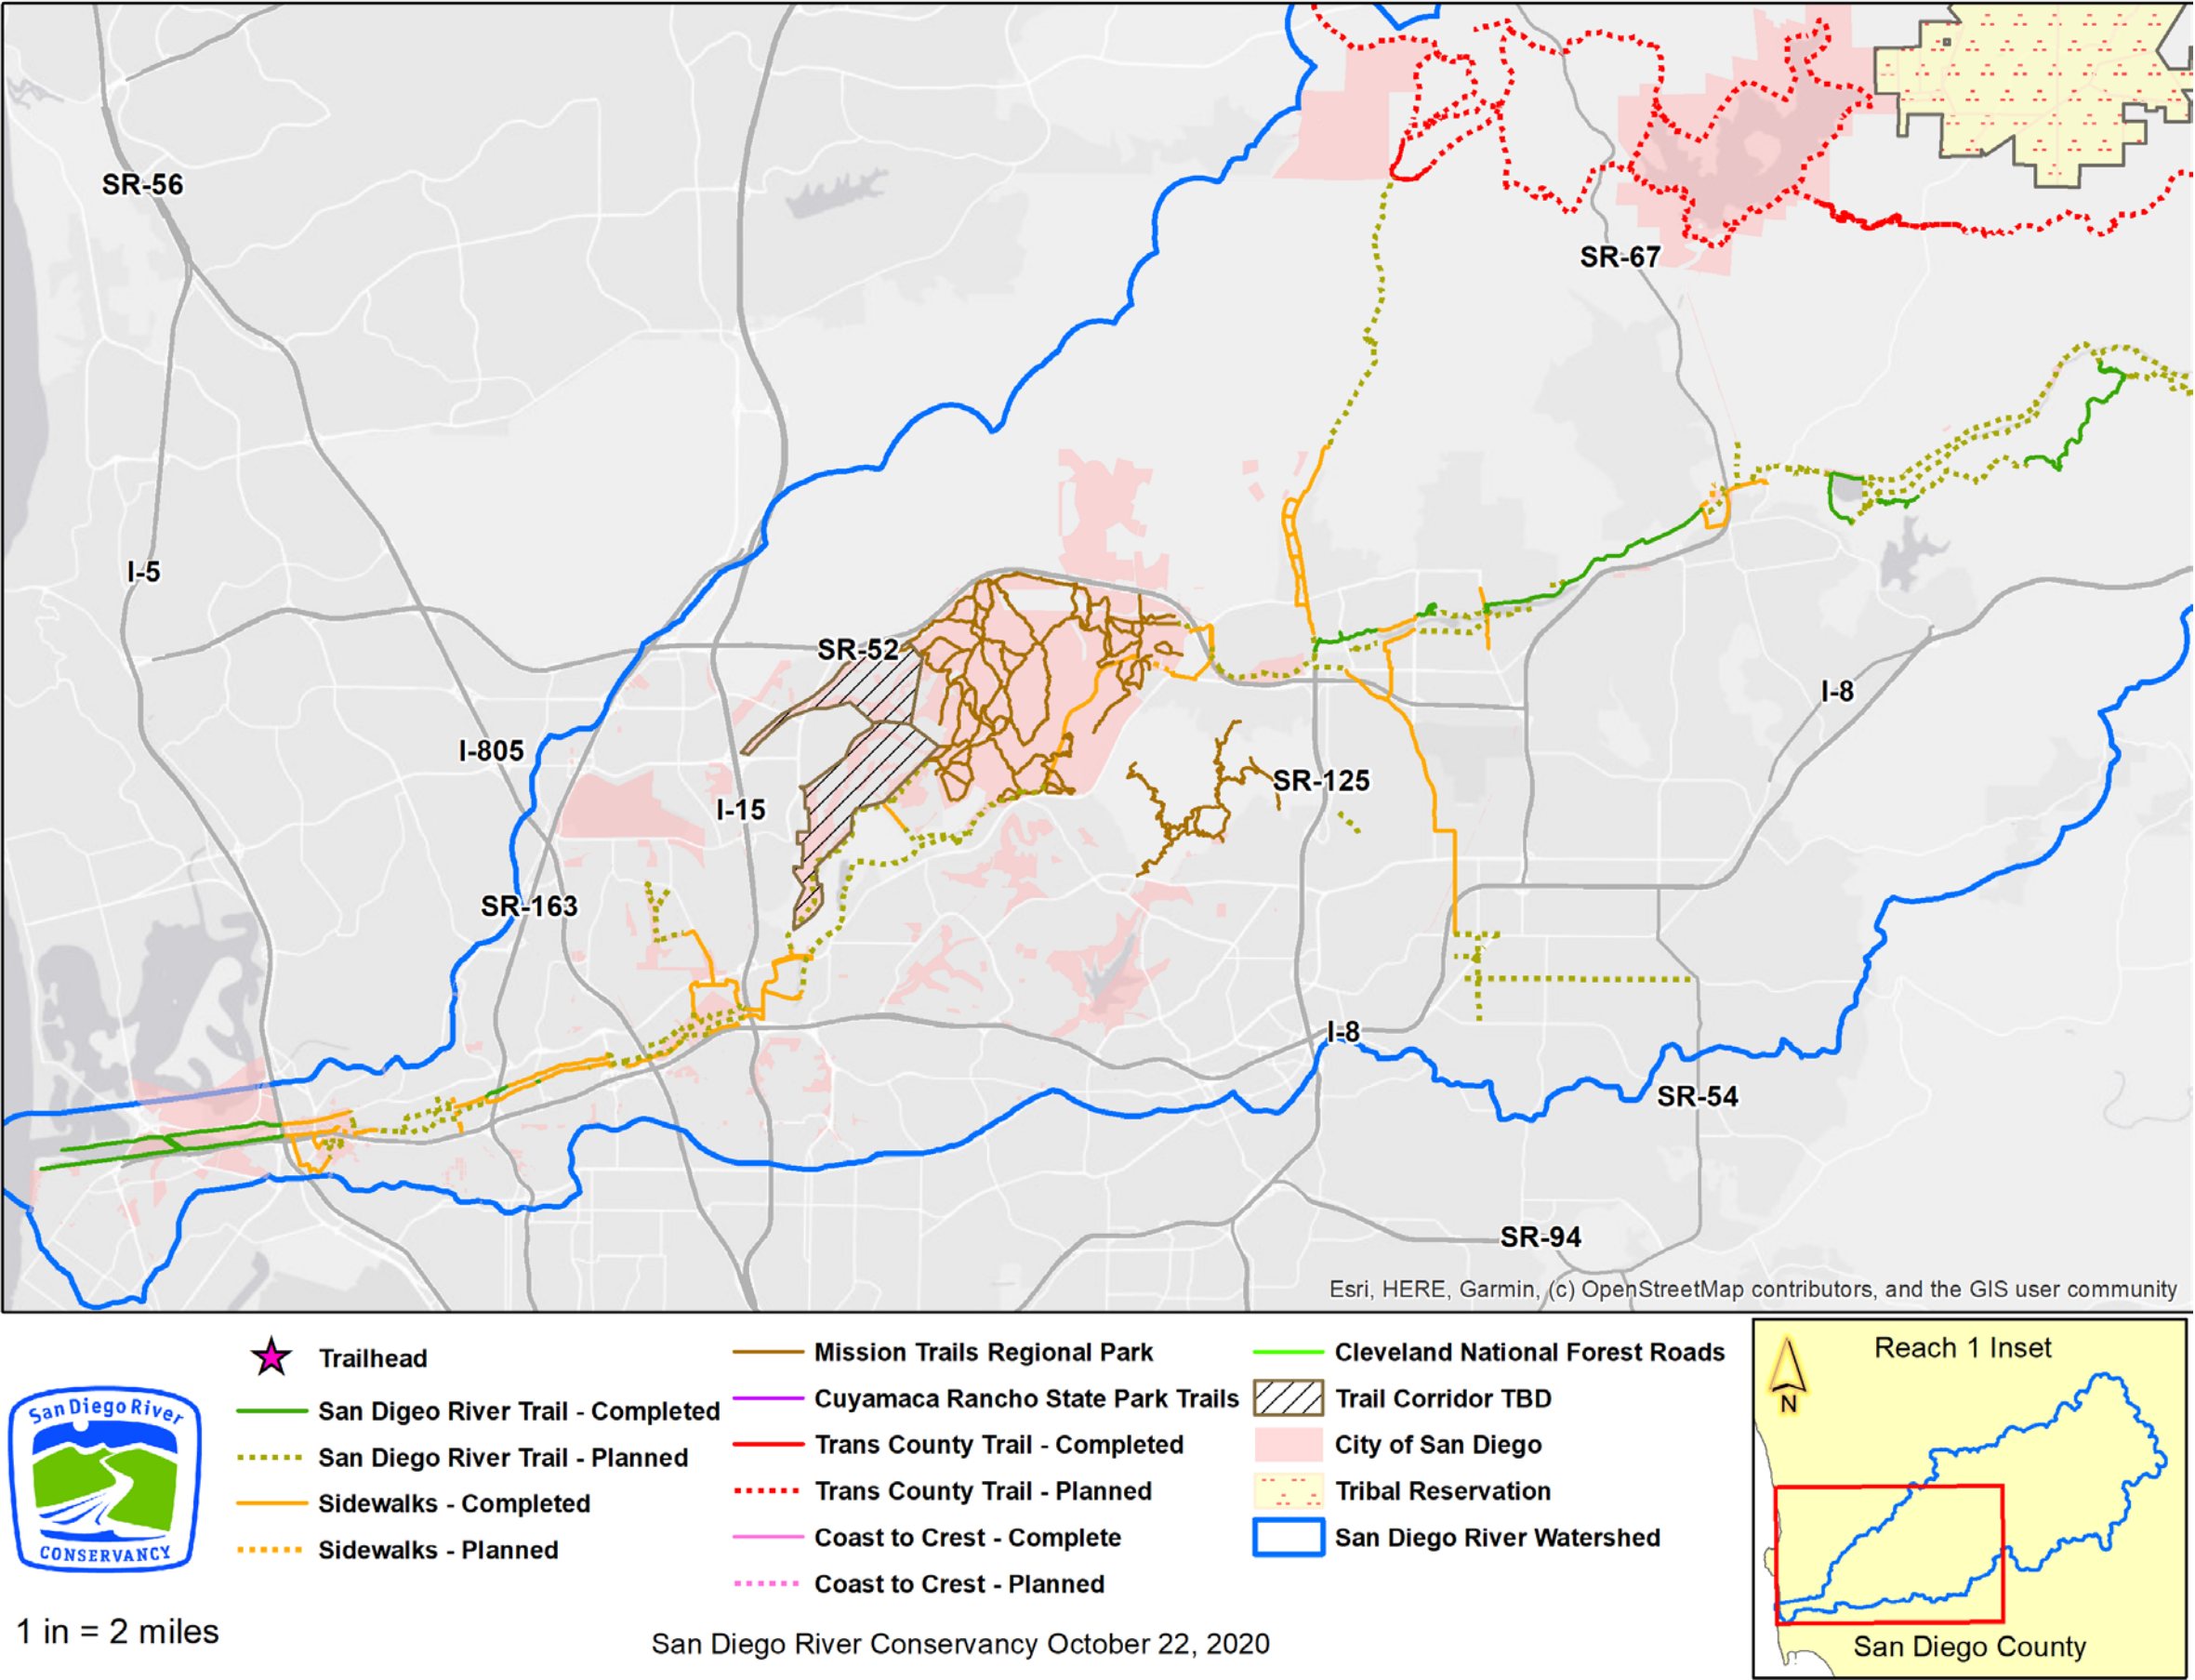 SR-56
SR-67
I-5
SR-52
I-8
I-805
SR-125
I-15
SR-163
I-8
SR-54
SR-94
Esri, HERE, Garmin, (c) OpenStreetMap contributors, and the GIS user community
San Diego River
CONSERVANCY
1 in = 2 miles
Trailhead
San Digeo River Trail - Completed
San Diego River Trail - Planned
Sidewalks - Completed
Sidewalks - Planned
Mission Trails Regional Park
Cuyamaca Rancho State Park Trails
Trans County Trail - Completed
Trans County Trail - Planned
Coast to Crest - Complete
Coast to Crest - Planned
Cleveland National Forest Roads
Trail Corridor TBD
City of San Diego
Tribal Reservation
San Diego River Watershed
San Diego River Conservancy October 22, 2020
Reach 1 Inset
N
San Diego County